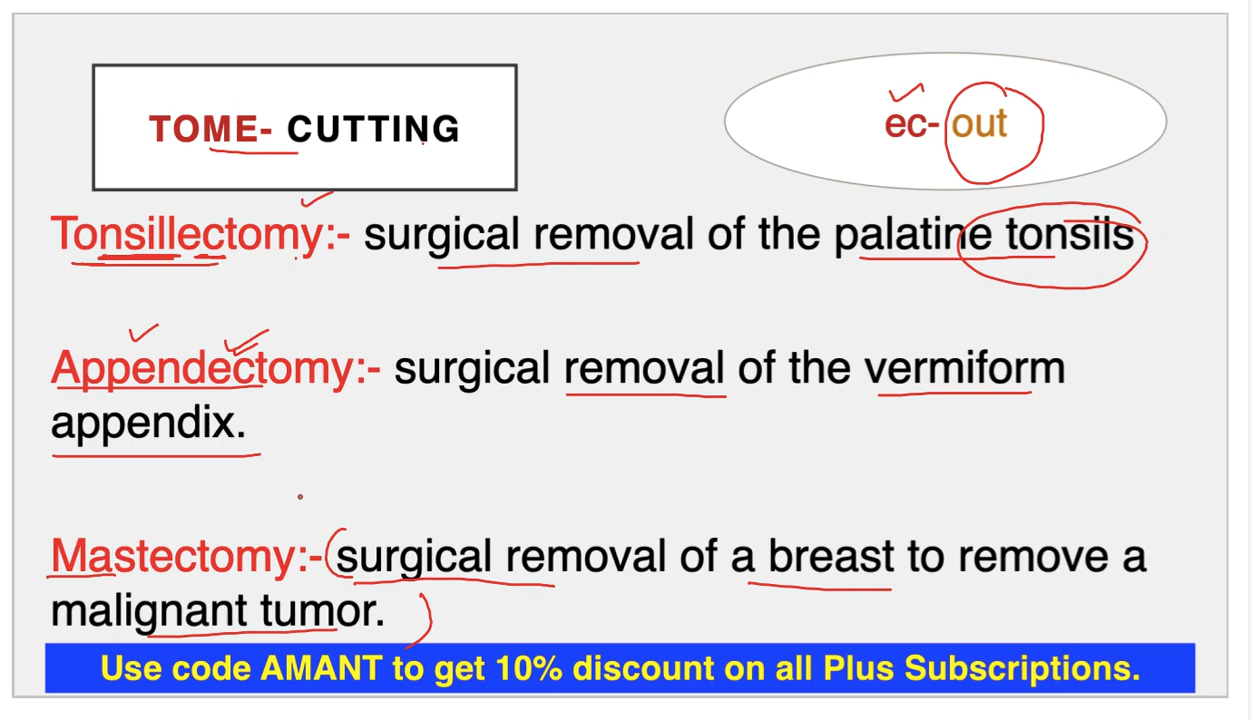 TOME- CUTTING
ec- out
Tonsillectomy:- surgical removal of the palatine tonsils
Appendectomy:- surgical removal of the vermiform
appendix.
Mastectomy:- surgical removal of a breast to remove a
malignant tumor.
Use code AMANT to get 10% discount on all Plus Subscriptions.